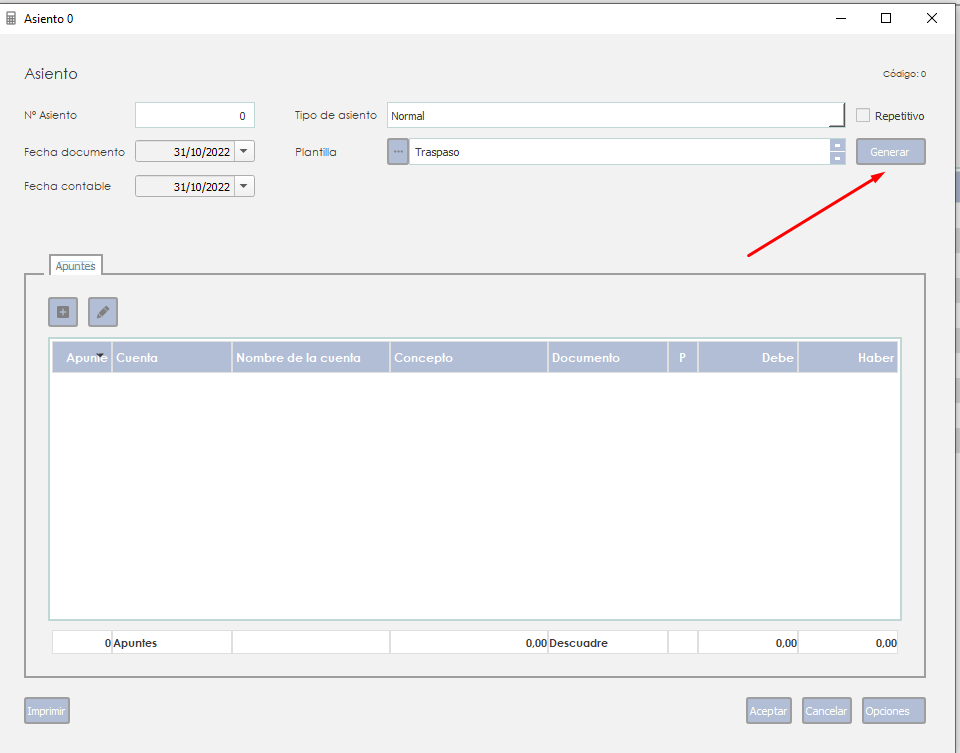 Asiento 0
Asiento
Código: 0
Nº Asiento 0 Tipo de asiento Normal Repetitivo
Fecha documento 31/10/2022 Plantilla ... Traspaso Generar
Fecha contable 31/10/2022
Apuntes
Apunte Cuenta Nombre de la cuenta Concepto Documento P Debe Haber
0 Apuntes 0,00 Descuadre 0,00 0,00
Imprimir Aceptar Cancelar Opciones